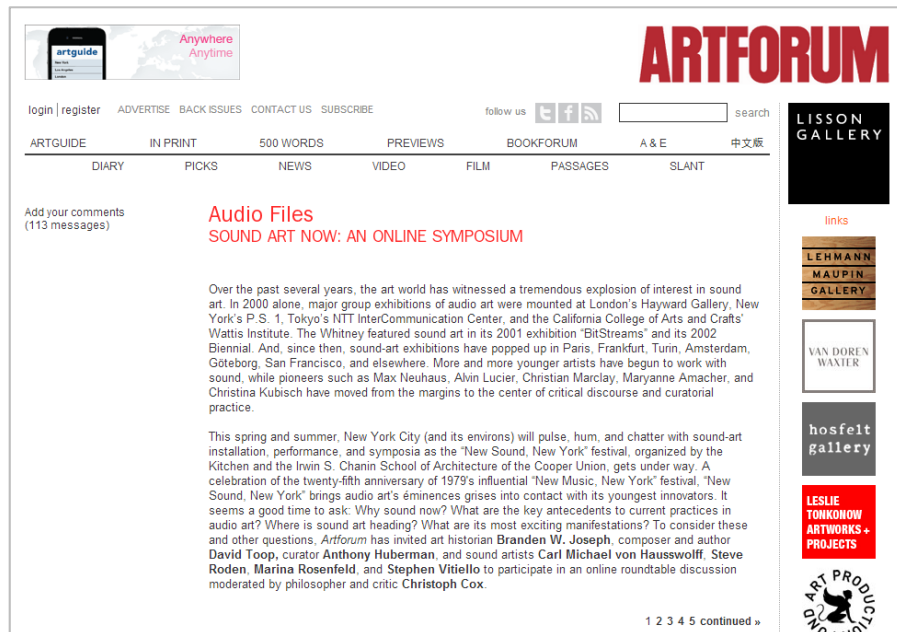 artguide
New York
Los Angeles
London
Anywhere
Anytime
ARTFORUM
login | register ADVERTISE BACK ISSUES CONTACT US SUBSCRIBE follow us search
ARTGUIDE IN PRINT 500 WORDS PREVIEWS BOOKFORUM A & E 中文版
DIARY PICKS NEWS VIDEO FILM PASSAGES SLANT
Add your comments
(113 messages)
Audio Files
SOUND ART NOW: AN ONLINE SYMPOSIUM
Over the past several years, the art world has witnessed a tremendous explosion of interest in sound
art. In 2000 alone, major group exhibitions of audio art were mounted at London's Hayward Gallery, New
York's P.S. 1, Tokyo's NTT InterCommunication Center, and the California College of Arts and Crafts'
Wattis Institute. The Whitney featured sound art in its 2001 exhibition “BitStreams” and its 2002
Biennial. And, since then, sound-art exhibitions have popped up in Paris, Frankfurt, Turin, Amsterdam,
Göteborg, San Francisco, and elsewhere. More and more younger artists have begun to work with
sound, while pioneers such as Max Neuhaus, Alvin Lucier, Christian Marclay, Maryanne Amacher, and
Christina Kubisch have moved from the margins to the center of critical discourse and curatorial
practice.
This spring and summer, New York City (and its environs) will pulse, hum, and chatter with sound-art
installation, performance, and symposia as the “New Sound, New York” festival, organized by the
Kitchen and the Irwin S. Chanin School of Architecture of the Cooper Union, gets under way. A
celebration of the twenty-fifth anniversary of 1979's influential “New Music, New York” festival, “New
Sound, New York” brings audio art's éminences grises into contact with its youngest innovators. It
seems a good time to ask: Why sound now? What are the key antecedents to current practices in
audio art? Where is sound art heading? What are its most exciting manifestations? To consider these
and other questions, Artforum has invited art historian Branden W. Joseph, composer and author
David Toop, curator Anthony Huberman, and sound artists Carl Michael von Hausswolff, Steve
Roden, Marina Rosenfeld, and Stephen Vitiello to participate in an online roundtable discussion
moderated by philosopher and critic Christoph Cox.
1 2 3 4 5 continued »
LISSON
GALLERY
links
LEHMANN
MAUPIN
GALLERY
VAN DOREN
WAXTER
hosfelt
gallery
LESLIE
TONKONOW
ARTWORKS +
PROJECTS
OND ART PRODUCTION